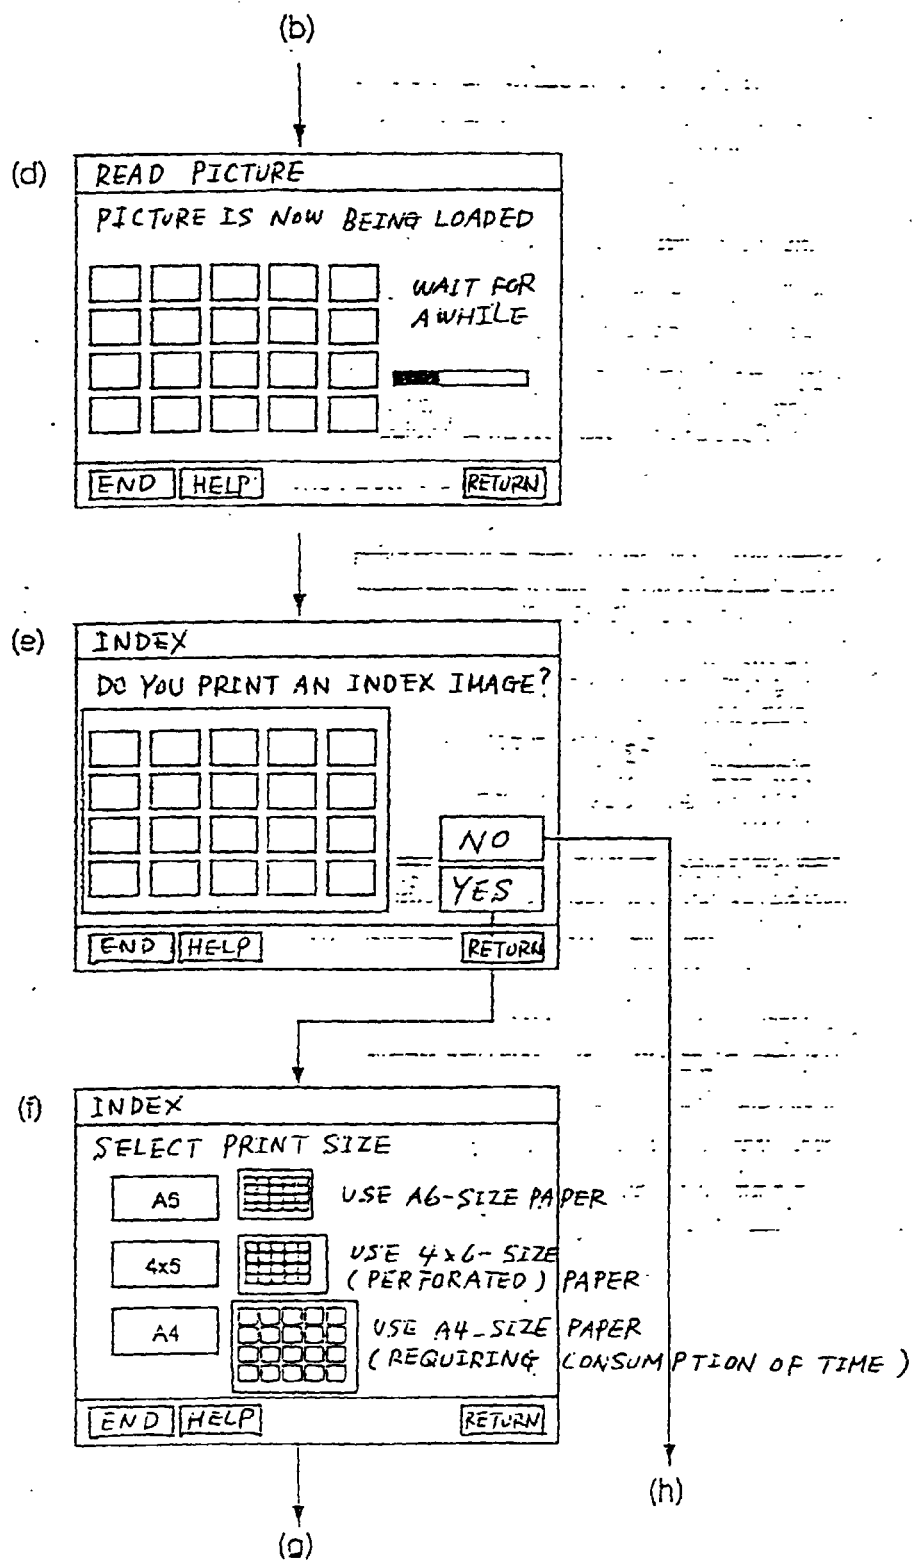 (b)
(d)
READ PICTURE
PICTURE IS NOW BEING LOADED
WAIT FOR
A WHILE
END HELP RETURN
(e)
INDEX
DO YOU PRINT AN INDEX IMAGE?
NO
YES
END HELP RETURN
(f)
INDEX
SELECT PRINT SIZE
A5 USE A6-SIZE PAPER
4x5 USE 4x6-SIZE
(PERFORATED) PAPER
A4 USE A4-SIZE PAPER
(REQUIRING CONSUMPTION OF TIME)
END HELP RETURN
(h)
(g)